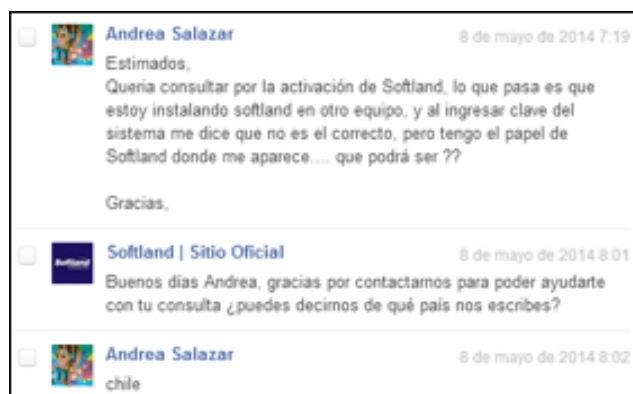 Andrea Salazar 8 de mayo de 2014 7:19
Estimados,
Queria consultar por la activación de Softland, lo que pasa es que
estoy instalando softland en otro equipo, y al ingresar clave del
sistema me dice que no es el correcto, pero tengo el papel de
Softland donde me aparece.... que podrá ser ??
Gracias,
Softland | Sitio Oficial 8 de mayo de 2014 8:01
Softland
Buenos días Andrea, gracias por contactarnos para poder ayudarte
con tu consulta ¿puedes decirnos de qué país nos escribes?
Andrea Salazar 8 de mayo de 2014 8:02
chile